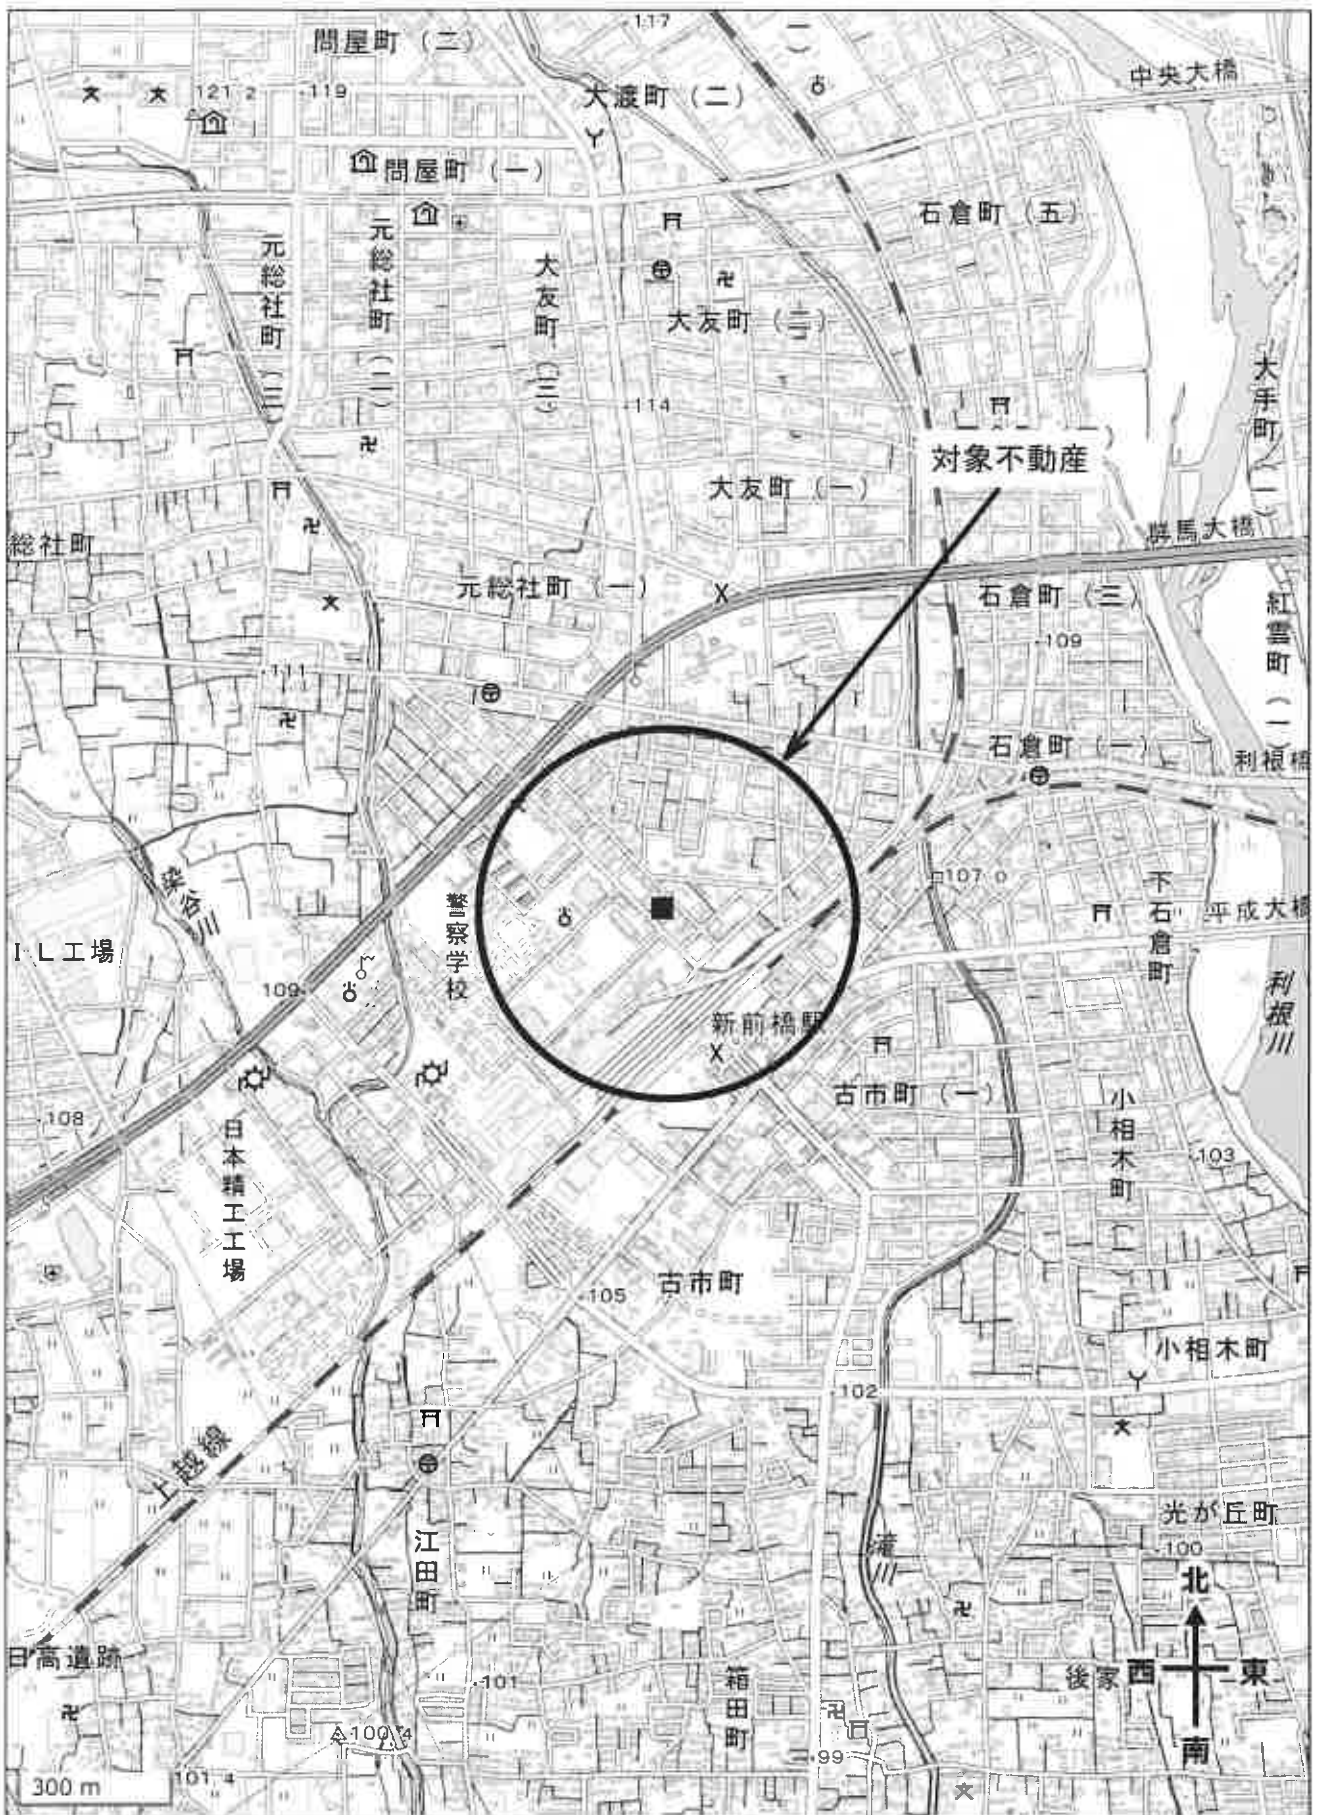 問屋町(二)
117
中央大橋
大渡町(二)
121.2
119
問屋町(一)
石倉町(五)
元総社町(三)
元総社町(二)
大友町(三)
大友町(二)
大手町(一)
114
対象不動産
大友町(一)
群馬大橋
総社町
元総社町(一)
石倉町(三)
紅雲町(一)
109
111
石倉町(一)
利根橋
染谷川
警察学校
107.0
下石倉町
平成大橋
IL工場
109
利根川
新前橋駅
古市町(一)
108
日本精工工場
小相木町(一)
103
105
古市町
小相木町
102
上越線
光が丘町
江田町
滝川
100
北
日高遺跡
101
箱田町
後家
西
東
100.4
南
99
300 m
101.4